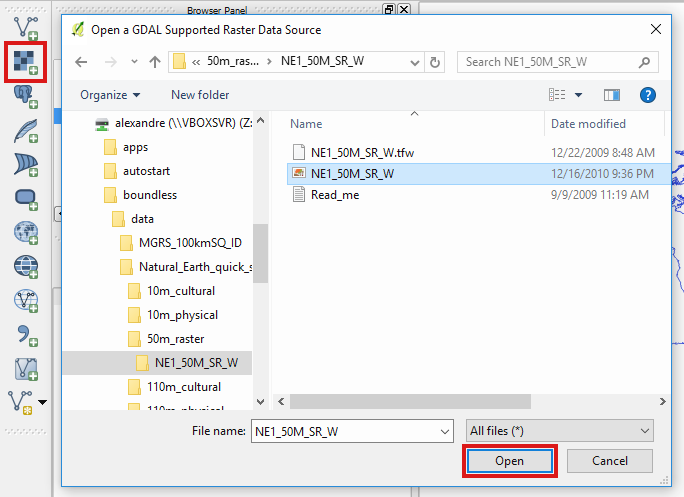 Browser Panel
Open a GDAL Supported Raster Data Source
« 50m_ras... > NE1_50M_SR_W
Search NE1_50M_SR_W
Organize
New folder
alexandre (\\VBOXSVR) (Z:
apps
autostart
boundless
data
MGRS_100kmSQ_ID
Natural_Earth_quick_s
10m_cultural
10m_physical
50m_raster
NE1_50M_SR_W
110m_cultural
110m_physical
Name
Date modified
NE1_50M_SR_W.tfw
12/22/2009 8:48 AM
NE1_50M_SR_W
12/16/2010 9:36 PM
Read_me
9/9/2009 11:19 AM
File name:
NE1_50M_SR_W
All files (*)
Open
Cancel